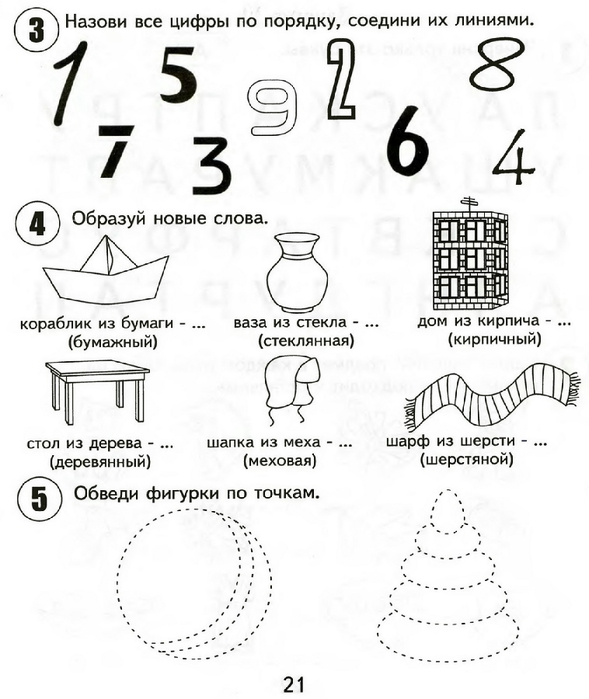 3 Назови все цифры по порядку, соедини их линиями.
1 5 9 2 8
7 3 6 4
4 Образуй новые слова.
кораблик из бумаги - ... ваза из стекла - ... дом из кирпича - ...
(бумажный) (стеклянная) (кирпичный)
стол из дерева - ... шапка из меха - ... шарф из шерсти - ...
(деревянный) (меховая) (шерстяной)
5 Обведи фигурки по точкам.
21